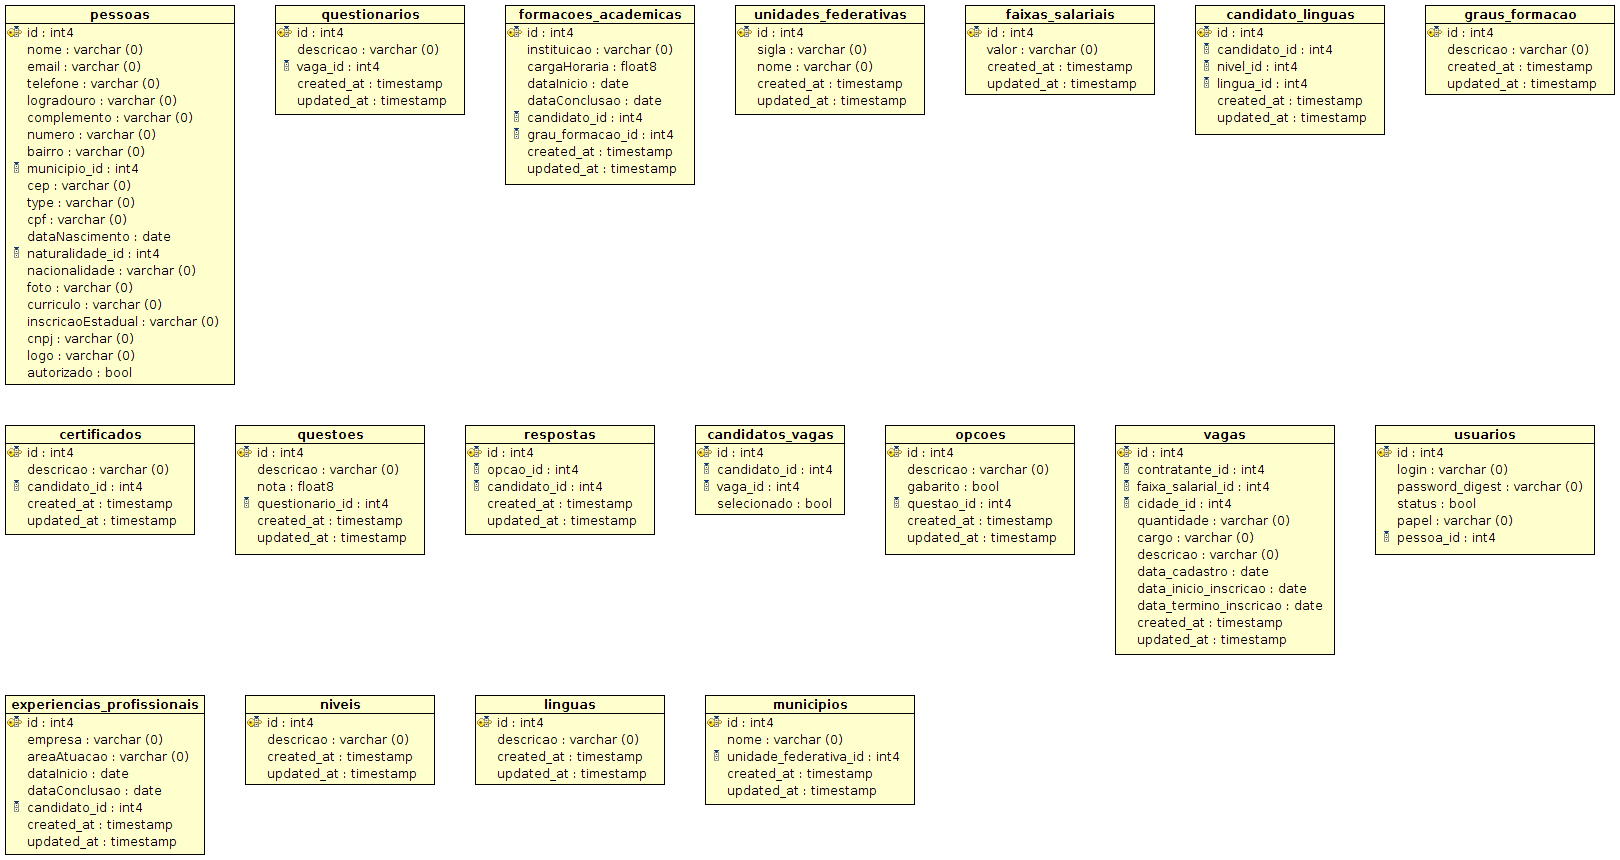 pessoas
id : int4
nome : varchar (0)
email : varchar (0)
telefone : varchar (0)
logradouro : varchar (0)
complemento : varchar (0)
numero : varchar (0)
bairro : varchar (0)
municipio_id : int4
cep : varchar (0)
type : varchar (0)
cpf : varchar (0)
dataNascimento : date
naturalidade_id : int4
nacionalidade : varchar (0)
foto : varchar (0)
curriculo : varchar (0)
inscricaoEstadual : varchar (0)
cnpj : varchar (0)
logo : varchar (0)
autorizado : bool
questionarios
id : int4
descricao : varchar (0)
vaga_id : int4
created_at : timestamp
updated_at : timestamp
formacoes_academicas
id : int4
instituicao : varchar (0)
cargaHoraria : float8
dataInicio : date
dataConclusao : date
candidato_id : int4
grau_formacao_id : int4
created_at : timestamp
updated_at : timestamp
unidades_federativas
id : int4
sigla : varchar (0)
nome : varchar (0)
created_at : timestamp
updated_at : timestamp
faixas_salariais
id : int4
valor : varchar (0)
created_at : timestamp
updated_at : timestamp
candidato_linguas
id : int4
candidato_id : int4
nivel_id : int4
lingua_id : int4
created_at : timestamp
updated_at : timestamp
graus_formacao
id : int4
descricao : varchar (0)
created_at : timestamp
updated_at : timestamp
certificados
id : int4
descricao : varchar (0)
candidato_id : int4
created_at : timestamp
updated_at : timestamp
questoes
id : int4
descricao : varchar (0)
nota : float8
questionario_id : int4
created_at : timestamp
updated_at : timestamp
respostas
id : int4
opcao_id : int4
candidato_id : int4
created_at : timestamp
updated_at : timestamp
candidatos_vagas
id : int4
candidato_id : int4
vaga_id : int4
selecionado : bool
opcoes
id : int4
descricao : varchar (0)
gabarito : bool
questao_id : int4
created_at : timestamp
updated_at : timestamp
vagas
id : int4
contratante_id : int4
faixa_salarial_id : int4
cidade_id : int4
quantidade : varchar (0)
cargo : varchar (0)
descricao : varchar (0)
data_cadastro : date
data_inicio_inscricao : date
data_termino_inscricao : date
created_at : timestamp
updated_at : timestamp
usuarios
id : int4
login : varchar (0)
password_digest : varchar (0)
status : bool
papel : varchar (0)
pessoa_id : int4
experiencias_profissionais
id : int4
empresa : varchar (0)
areaAtuacao : varchar (0)
dataInicio : date
dataConclusao : date
candidato_id : int4
created_at : timestamp
updated_at : timestamp
niveis
id : int4
descricao : varchar (0)
created_at : timestamp
updated_at : timestamp
linguas
id : int4
descricao : varchar (0)
created_at : timestamp
updated_at : timestamp
municipios
id : int4
nome : varchar (0)
unidade_federativa_id : int4
created_at : timestamp
updated_at : timestamp